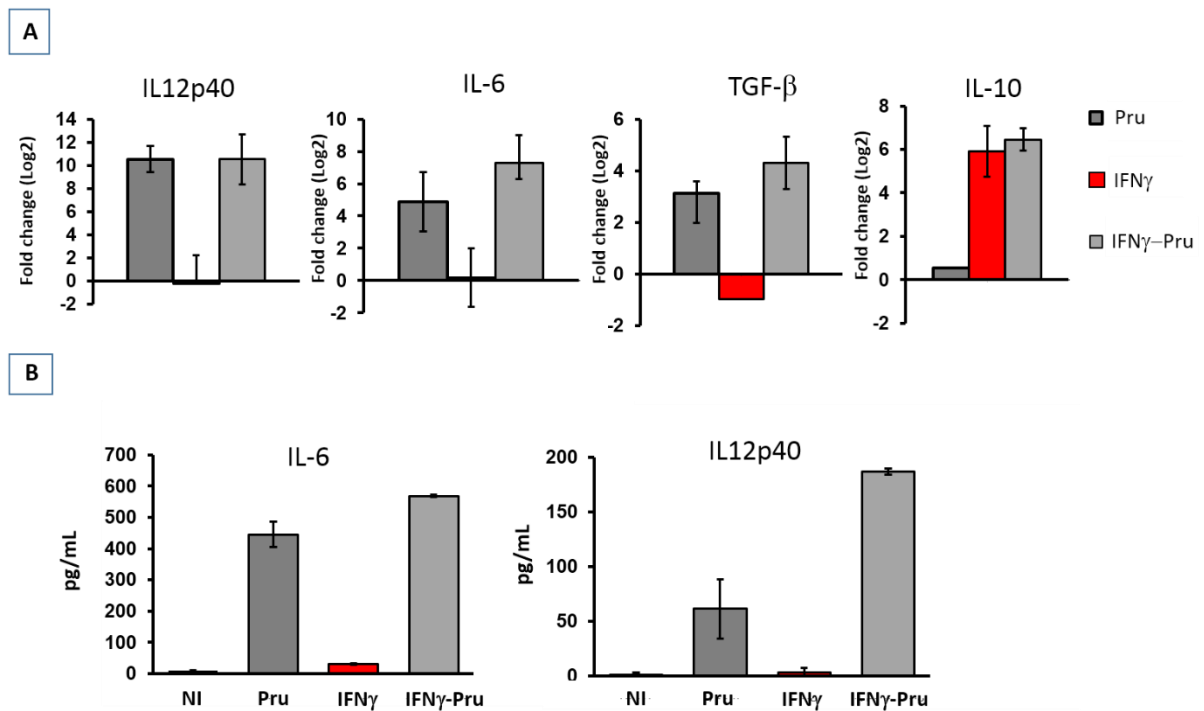 A
IL12p40
Fold change (Log2)
14
12
10
8
6
4
2
0
-2
IL-6
Fold change (Log2)
10
8
6
4
2
0
-2
TGF-β
Fold change (Log2)
6
4
2
0
-2
IL-10
Fold change (Log2)
8
6
4
2
0
-2
Pru
IFNγ
IFNγ–Pru
B
IL-6
pg/mL
700
600
500
400
300
200
100
0
NI Pru IFNγ IFNγ-Pru
IL12p40
pg/mL
200
150
100
50
0
NI Pru IFNγ IFNγ-Pru